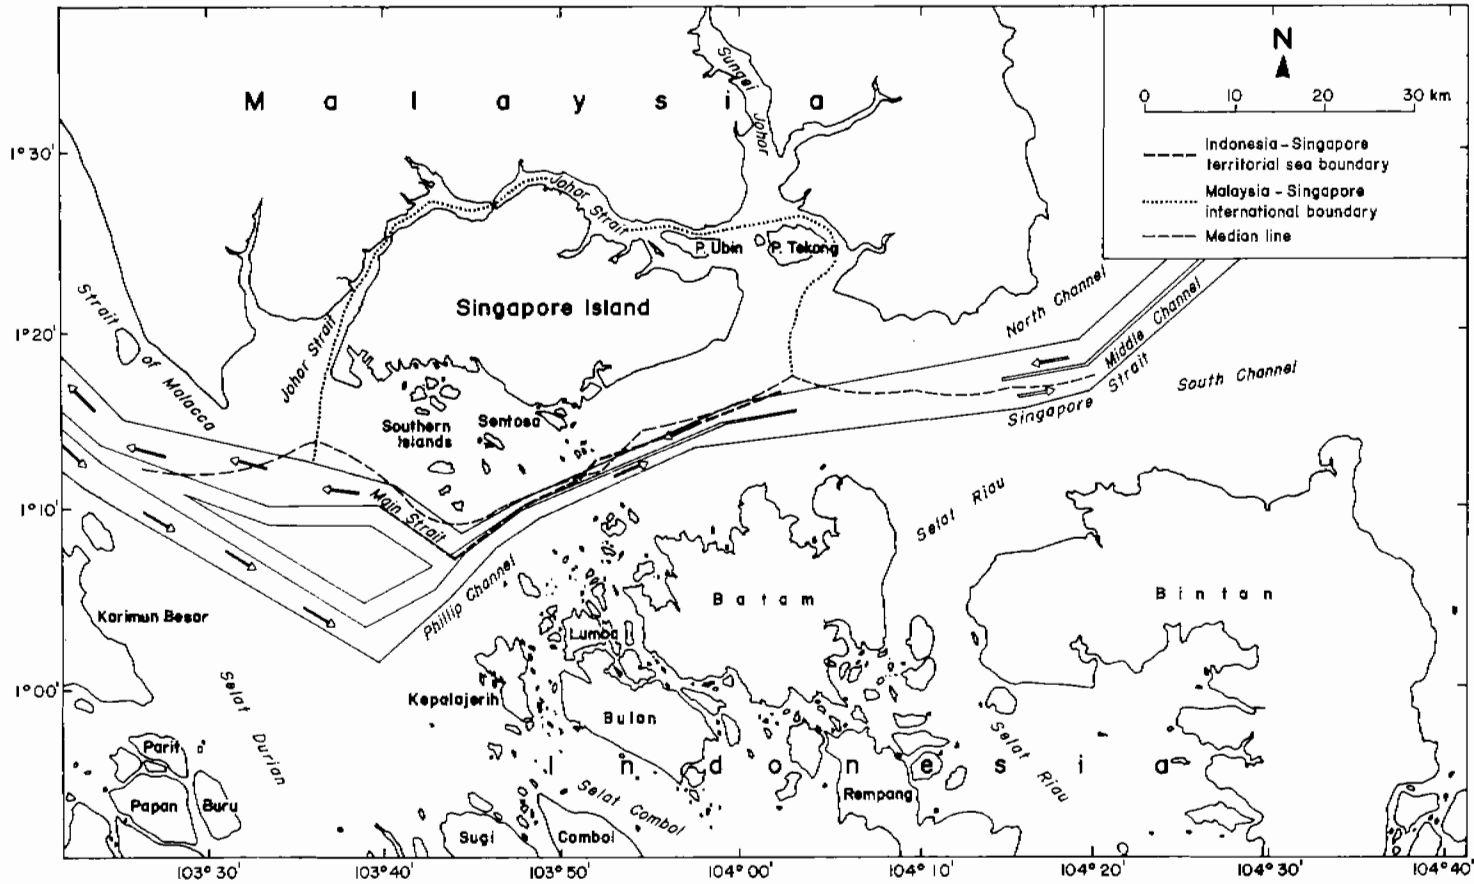 Malaysia
Sungei Johor
N
0 10 20 30 km
Indonesia-Singapore
territorial sea boundary
Malaysia - Singapore
international boundary
Median line
1°30'
Johor Strait
P. Ubin
P. Tekong
Strait of Malacca
Singapore Island
North Channel
1°20'
Johor Strait
Middle Channel
Singapore Strait
South Channel
Southern
Islands
Sentosa
1°10'
Main Strait
Selat Riau
Phillip Channel
Karimun Besar
Batam
Bintan
Lumba
1°00'
Selat Durian
Kepalajerih
Bulan
Selat Riau
Parit
Indonesia
Papan
Buru
Selat Combol
Rempang
Sugi
Combol
103°30'
103°40'
103°50'
104°00'
104°10'
104°20'
104°30'
104°40'